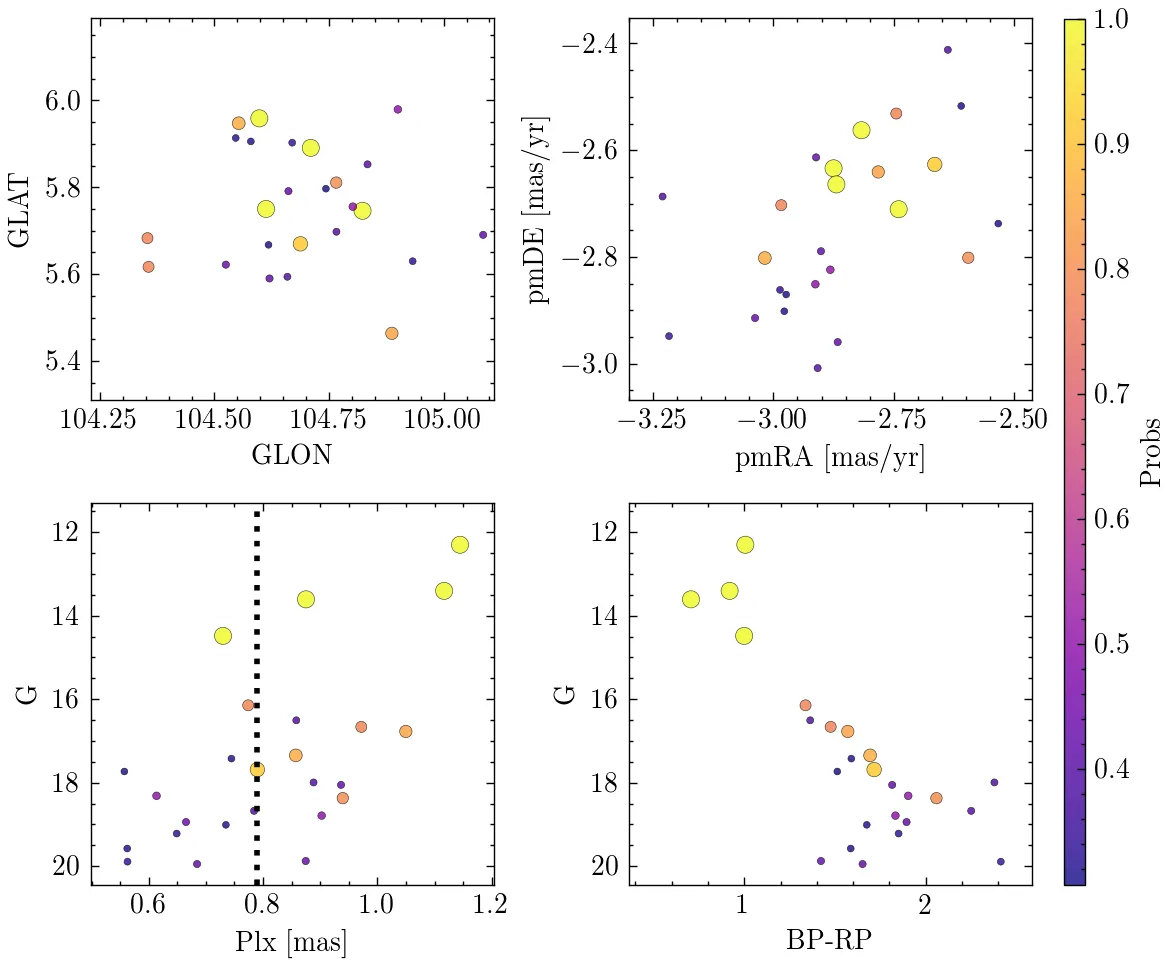 6.0
5.8
5.6
5.4
GLAT
104.25 104.50 104.75 105.00
GLON
−2.4
−2.6
−2.8
−3.0
pmDE [mas/yr]
−3.25 −3.00 −2.75 −2.50
pmRA [mas/yr]
12
14
16
18
20
G
0.6 0.8 1.0 1.2
Plx [mas]
12
14
16
18
20
G
1 2
BP-RP
1.0
0.9
0.8
0.7
0.6
0.5
0.4
Probs